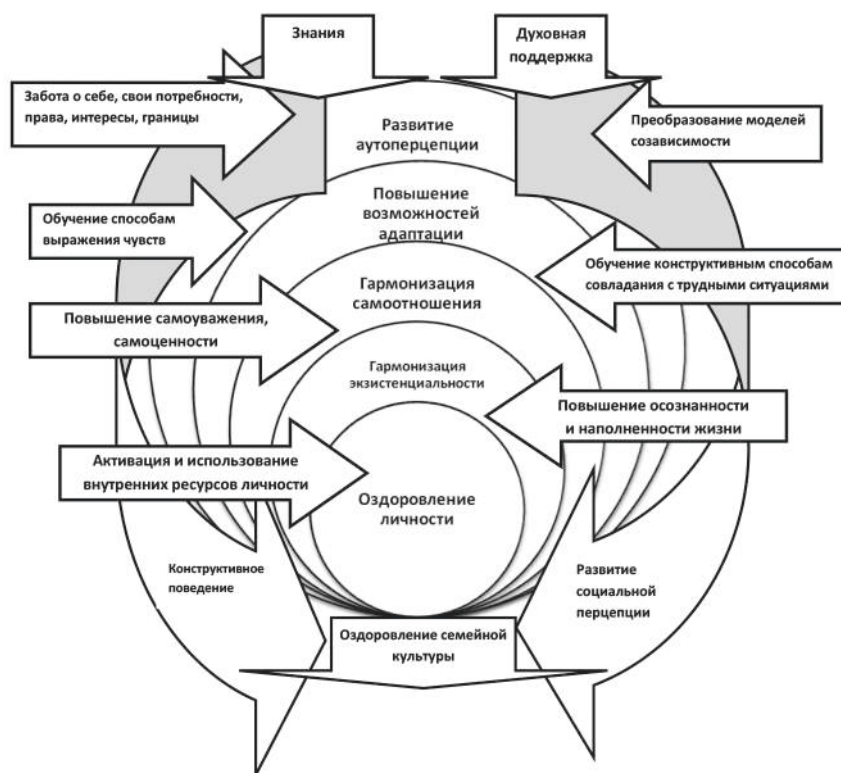 Знания
Духовная
поддержка
Забота о себе, свои потребности,
права, интересы, границы
Развитие
аутоперцепции
Преобразование моделей
созависимости
Повышение
возможностей
адаптации
Обучение способам
выражения чувств
Обучение конструктивным способам
совладания с трудными ситуациями
Гармонизация
самоотношения
Повышение самоуважения,
самоценности
Гармонизация
экзистенциальности
Повышение осознанности
и наполненности жизни
Активация и использование
внутренних ресурсов личности
Оздоровление
личности
Конструктивное
поведение
Развитие
социальной
перцепции
Оздоровление семейной
культуры